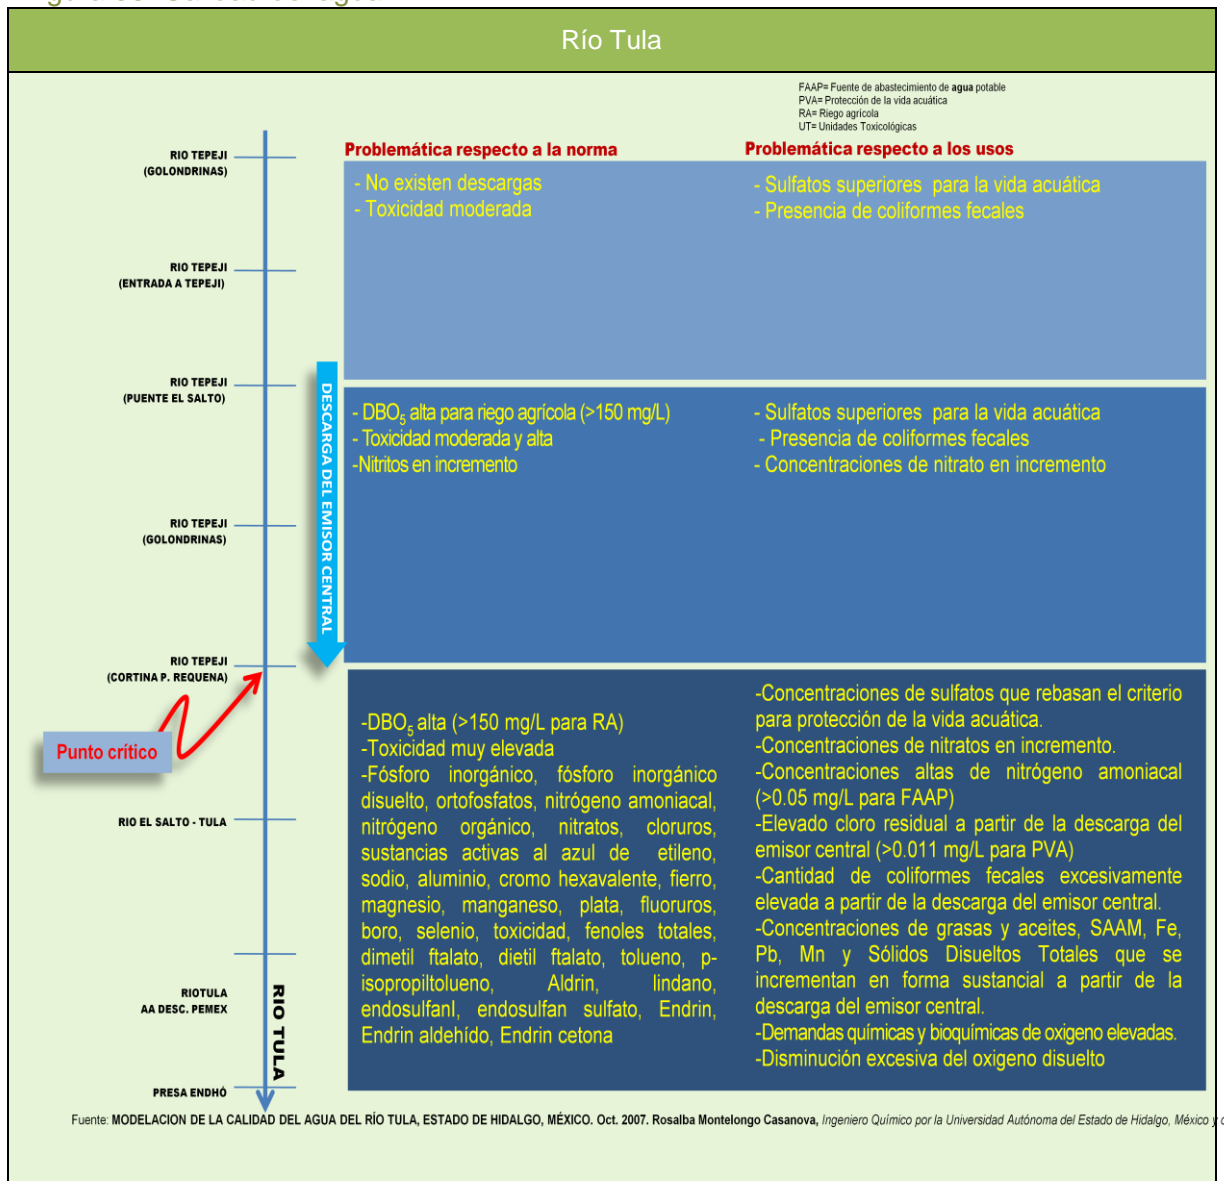 Río Tula
FAAP= Fuente de abastecimiento de agua potable
PVA= Protección de la vida acuática
RA= Riego agrícola
UT= Unidades Toxicológicas
Problemática respecto a la norma
Problemática respecto a los usos
RIO TEPEJI
(GOLONDRINAS)
- No existen descargas
- Toxicidad moderada
- Sulfatos superiores para la vida acuática
- Presencia de coliformes fecales
RIO TEPEJI
(ENTRADA A TEPEJI)
RIO TEPEJI
(PUENTE EL SALTO)
DESCARGA DEL EMISOR CENTRAL
- DBO5 alta para riego agrícola (>150 mg/L)
- Toxicidad moderada y alta
-Nitritos en incremento
- Sulfatos superiores para la vida acuática
- Presencia de coliformes fecales
- Concentraciones de nitrato en incremento
RIO TEPEJI
(GOLONDRINAS)
RIO TEPEJI
(CORTINA P. REQUENA)
Punto crítico
RIO EL SALTO - TULA
RIOTULA
AA DESC. PEMEX
RIO TULA
PRESA ENDHÓ
-DBO5 alta (>150 mg/L para RA)
-Toxicidad muy elevada
-Fósforo inorgánico, fósforo inorgánico
disuelto, ortofosfatos, nitrógeno amoniacal,
nitrógeno orgánico, nitratos, cloruros,
sustancias activas al azul de etileno,
sodio, aluminio, cromo hexavalente, fierro,
magnesio, manganeso, plata, fluoruros,
boro, selenio, toxicidad, fenoles totales,
dimetil ftalato, dietil ftalato, tolueno, p-
isopropiltolueno, Aldrin, lindano,
endosulfanI, endosulfan sulfato, Endrin,
Endrin aldehído, Endrin cetona
-Concentraciones de sulfatos que rebasan el criterio
para protección de la vida acuática.
-Concentraciones de nitratos en incremento.
-Concentraciones altas de nitrógeno amoniacal
(>0.05 mg/L para FAAP)
-Elevado cloro residual a partir de la descarga del
emisor central (>0.011 mg/L para PVA)
-Cantidad de coliformes fecales excesivamente
elevada a partir de la descarga del emisor central.
-Concentraciones de grasas y aceites, SAAM, Fe,
Pb, Mn y Sólidos Disueltos Totales que se
incrementan en forma sustancial a partir de la
descarga del emisor central.
-Demandas químicas y bioquímicas de oxigeno elevadas.
-Disminución excesiva del oxigeno disuelto
Fuente: MODELACION DE LA CALIDAD DEL AGUA DEL RÍO TULA, ESTADO DE HIDALGO, MÉXICO. Oct. 2007. Rosalba Montelongo Casanova, Ingeniero Químico por la Universidad Autónoma del Estado de Hidalgo, México y